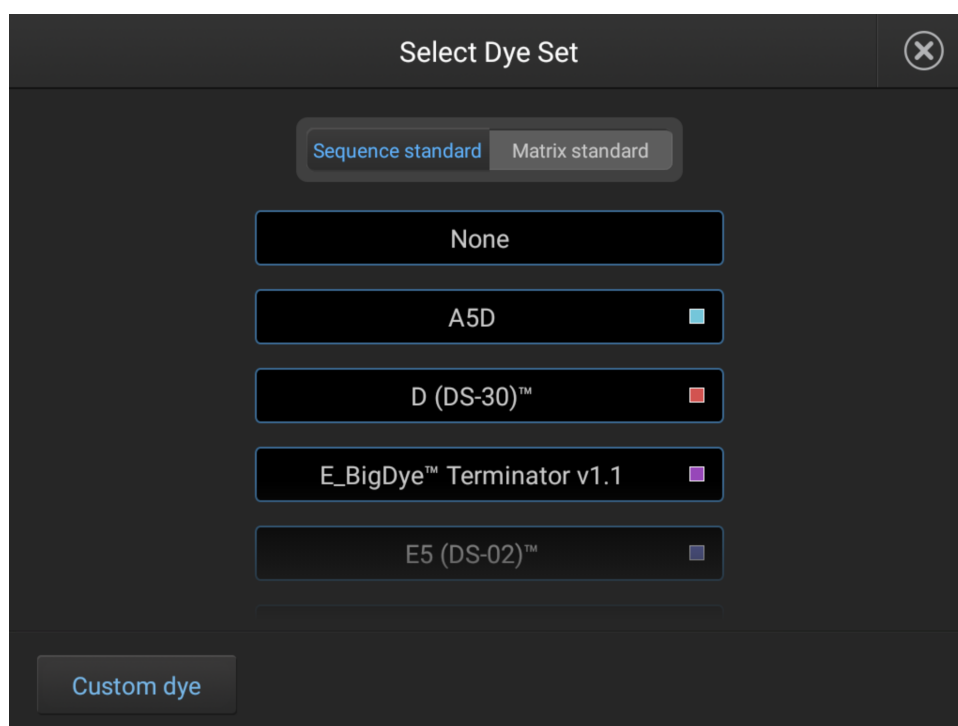 Select Dye Set
Sequence standard Matrix standard
None
A5D
D (DS-30)™
E_BigDye™ Terminator v1.1
E5 (DS-02)™
Custom dye